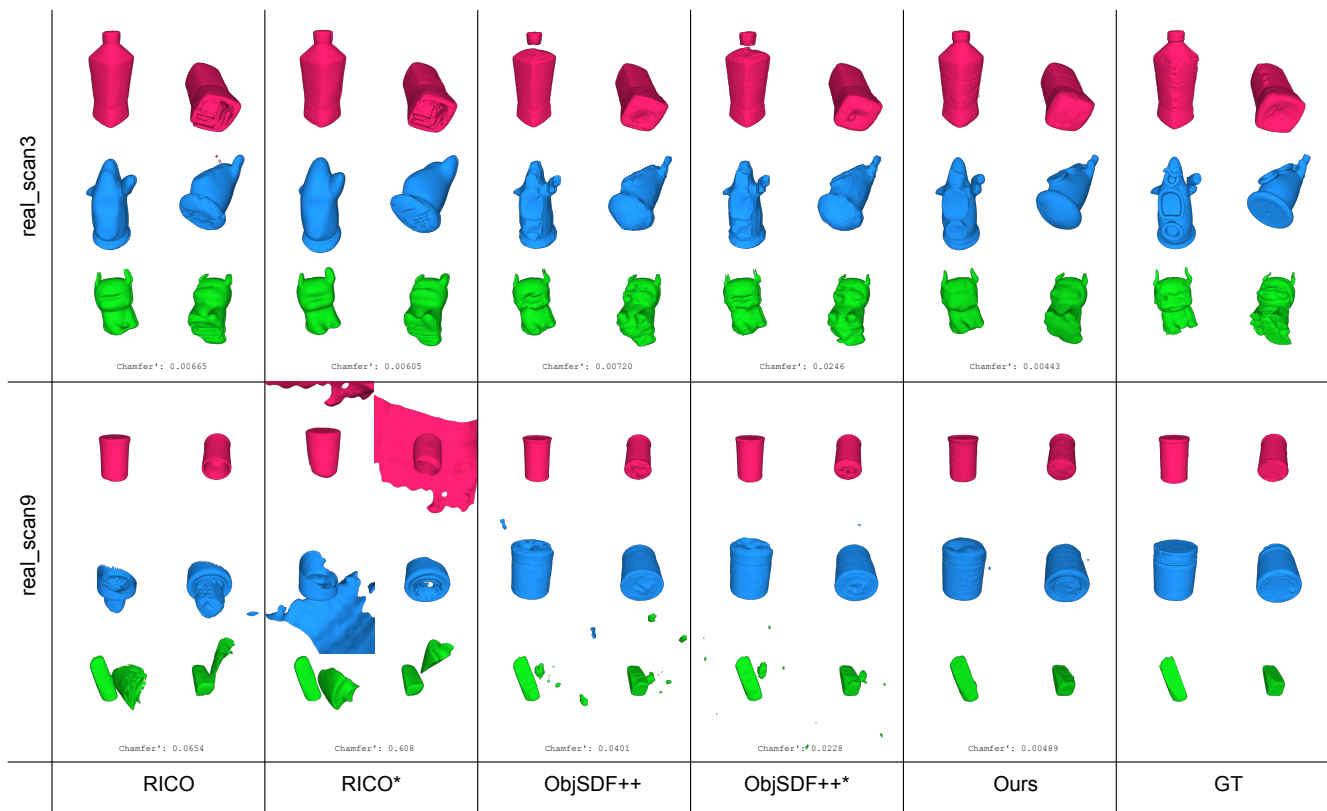 real_scan3
Chamfer': 0.00665
Chamfer': 0.00605
Chamfer': 0.00720
Chamfer': 0.0246
Chamfer': 0.00443
real_scan9
Chamfer': 0.0654
Chamfer': 0.608
Chamfer': 0.0401
Chamfer': 0.0228
Chamfer': 0.00489
RICO
RICO*
ObjSDF++
ObjSDF++*
Ours
GT